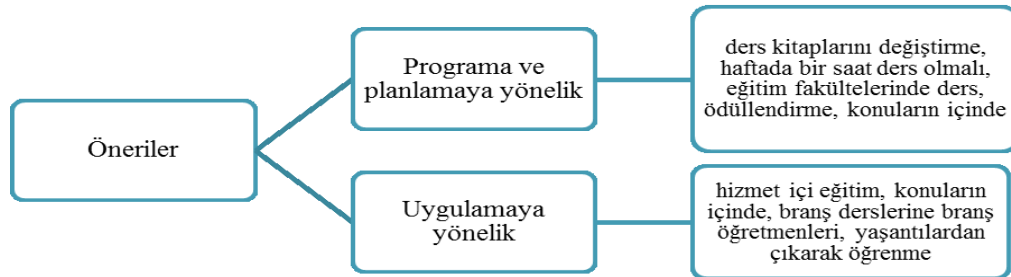 Öneriler
Programa ve
planlamaya yönelik
ders kitaplarını değiştirme,
haftada bir saat ders olmalı,
eğitim fakültelerinde ders,
ödüllendirme, konuların içinde
Uygulamaya
yönelik
hizmet içi eğitim, konuların
içinde, branş derslerine branş
öğretmenleri, yaşantılardan
çıkarak öğrenme